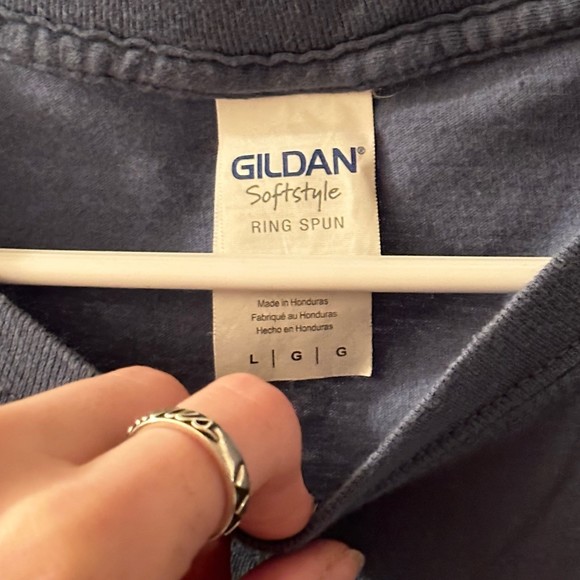 GILDAN®
Softstyle
RING SPUN
Made in Honduras
Fabriqué au Honduras
Hecho en Honduras
L | G | G